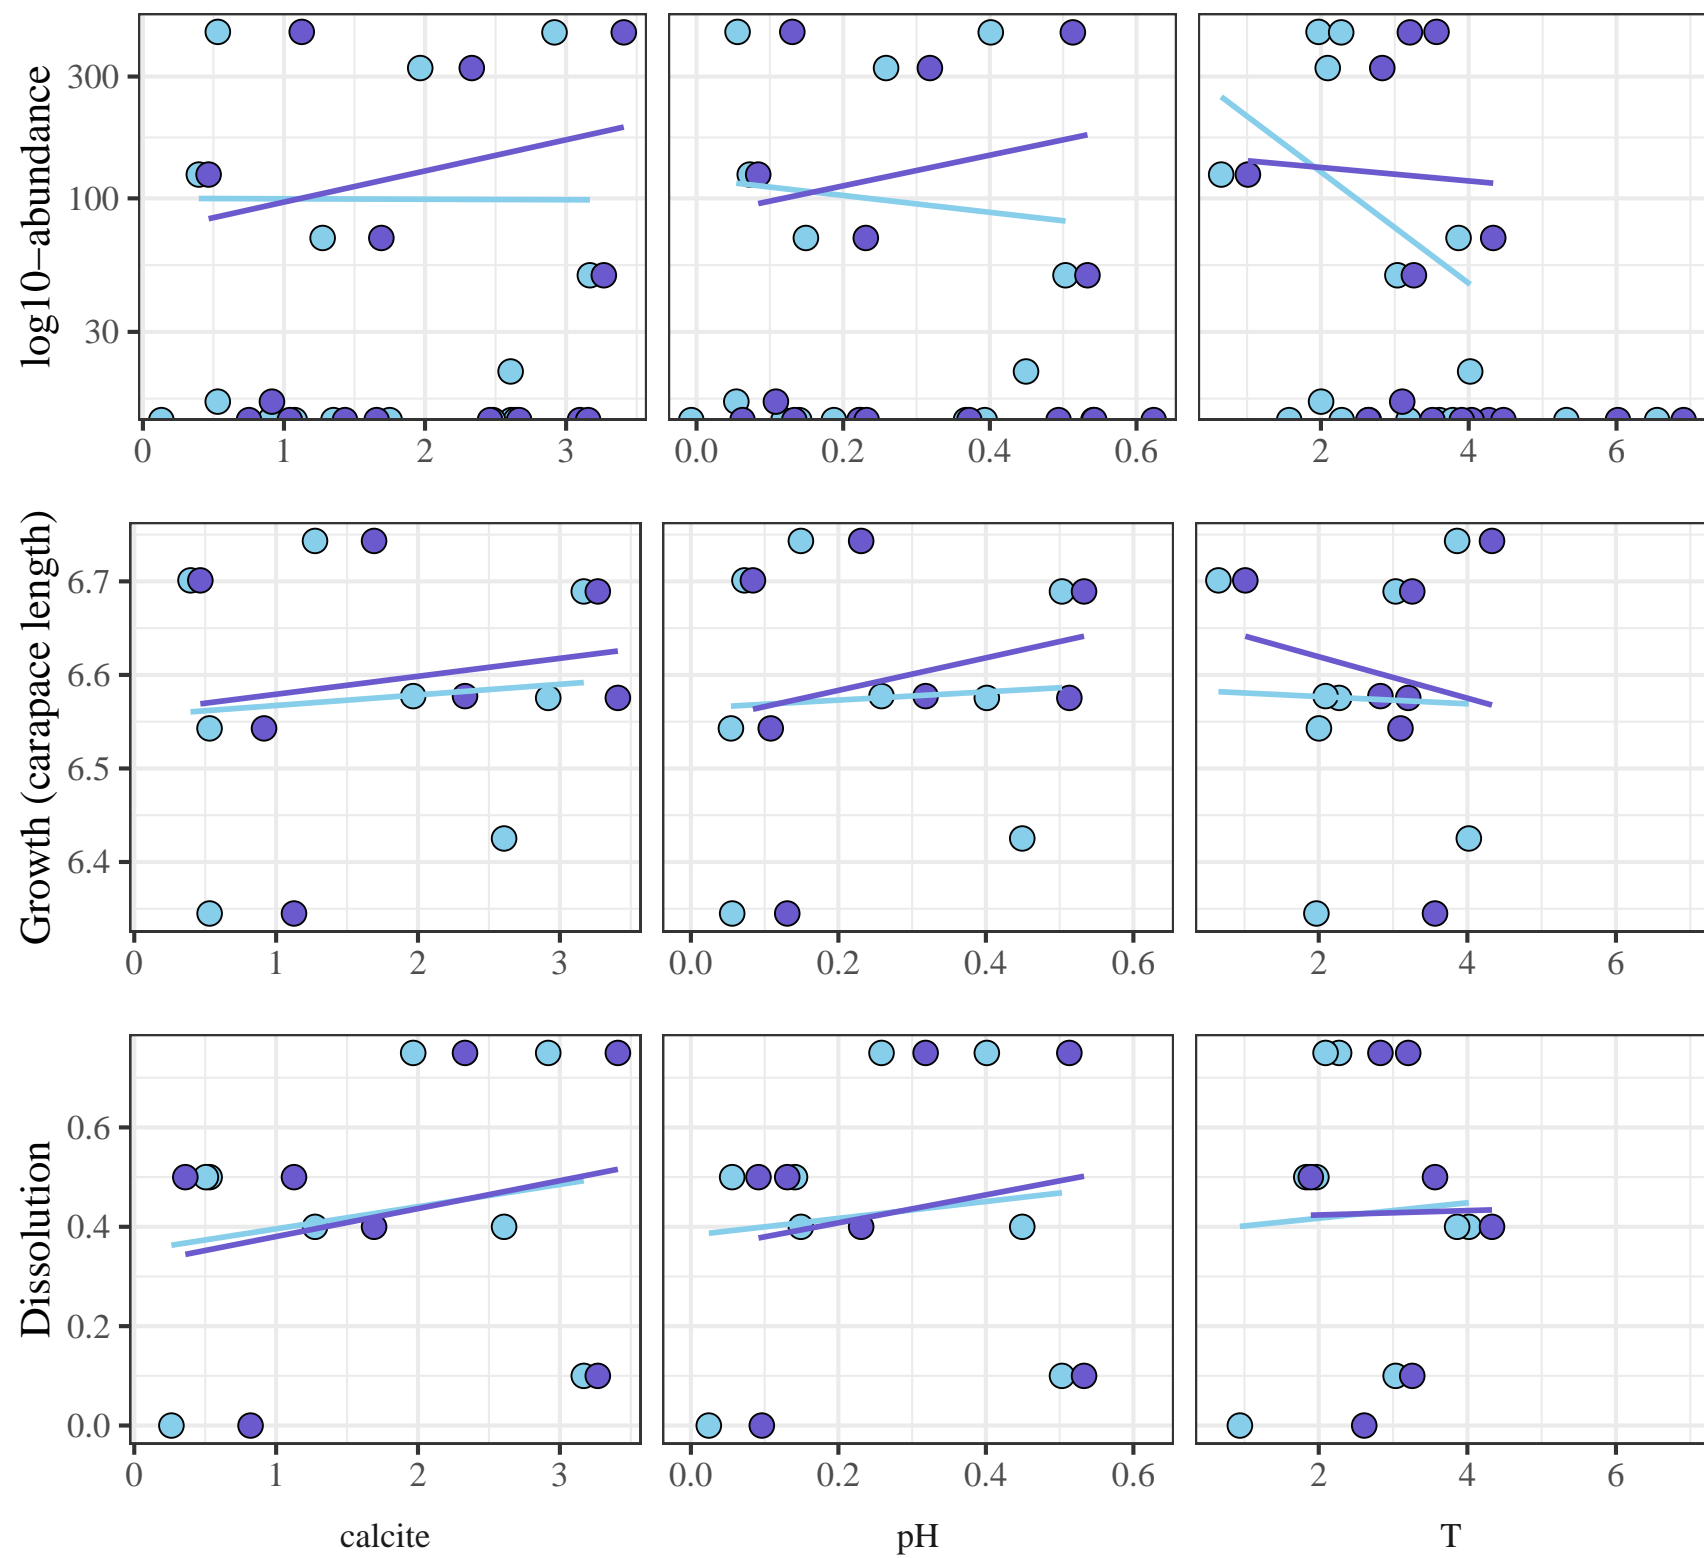 log10−abundance
300
100
30
0 1 2 3
0.0 0.2 0.4 0.6
2 4 6
Growth (carapace length)
6.7
6.6
6.5
6.4
0 1 2 3
0.0 0.2 0.4 0.6
2 4 6
Dissolution
0.6
0.4
0.2
0.0
0 1 2 3
0.0 0.2 0.4 0.6
2 4 6
calcite
pH
T